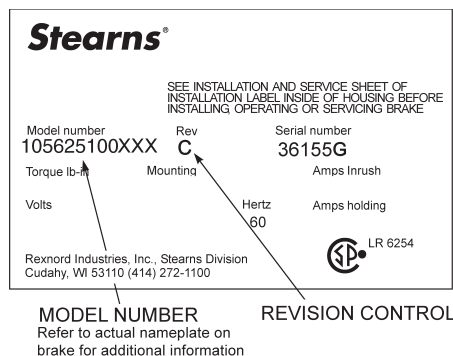 Stearns®
SEE INSTALLATION AND SERVICE SHEET OF
INSTALLATION LABEL INSIDE OF HOUSING BEFORE
INSTALLING, OPERATING OR SERVICING BRAKE
Model number Rev Serial number
105625100XXX C 36155G
Torque lb-in Mounting Amps Inrush
Volts Hertz Amps holding
60
LR 6254
SP
Rexnord Industries, Inc., Stearns Division
Cudahy, WI 53110 (414) 272-1100
MODEL NUMBER REVISION CONTROL
Refer to actual nameplate on
brake for additional information